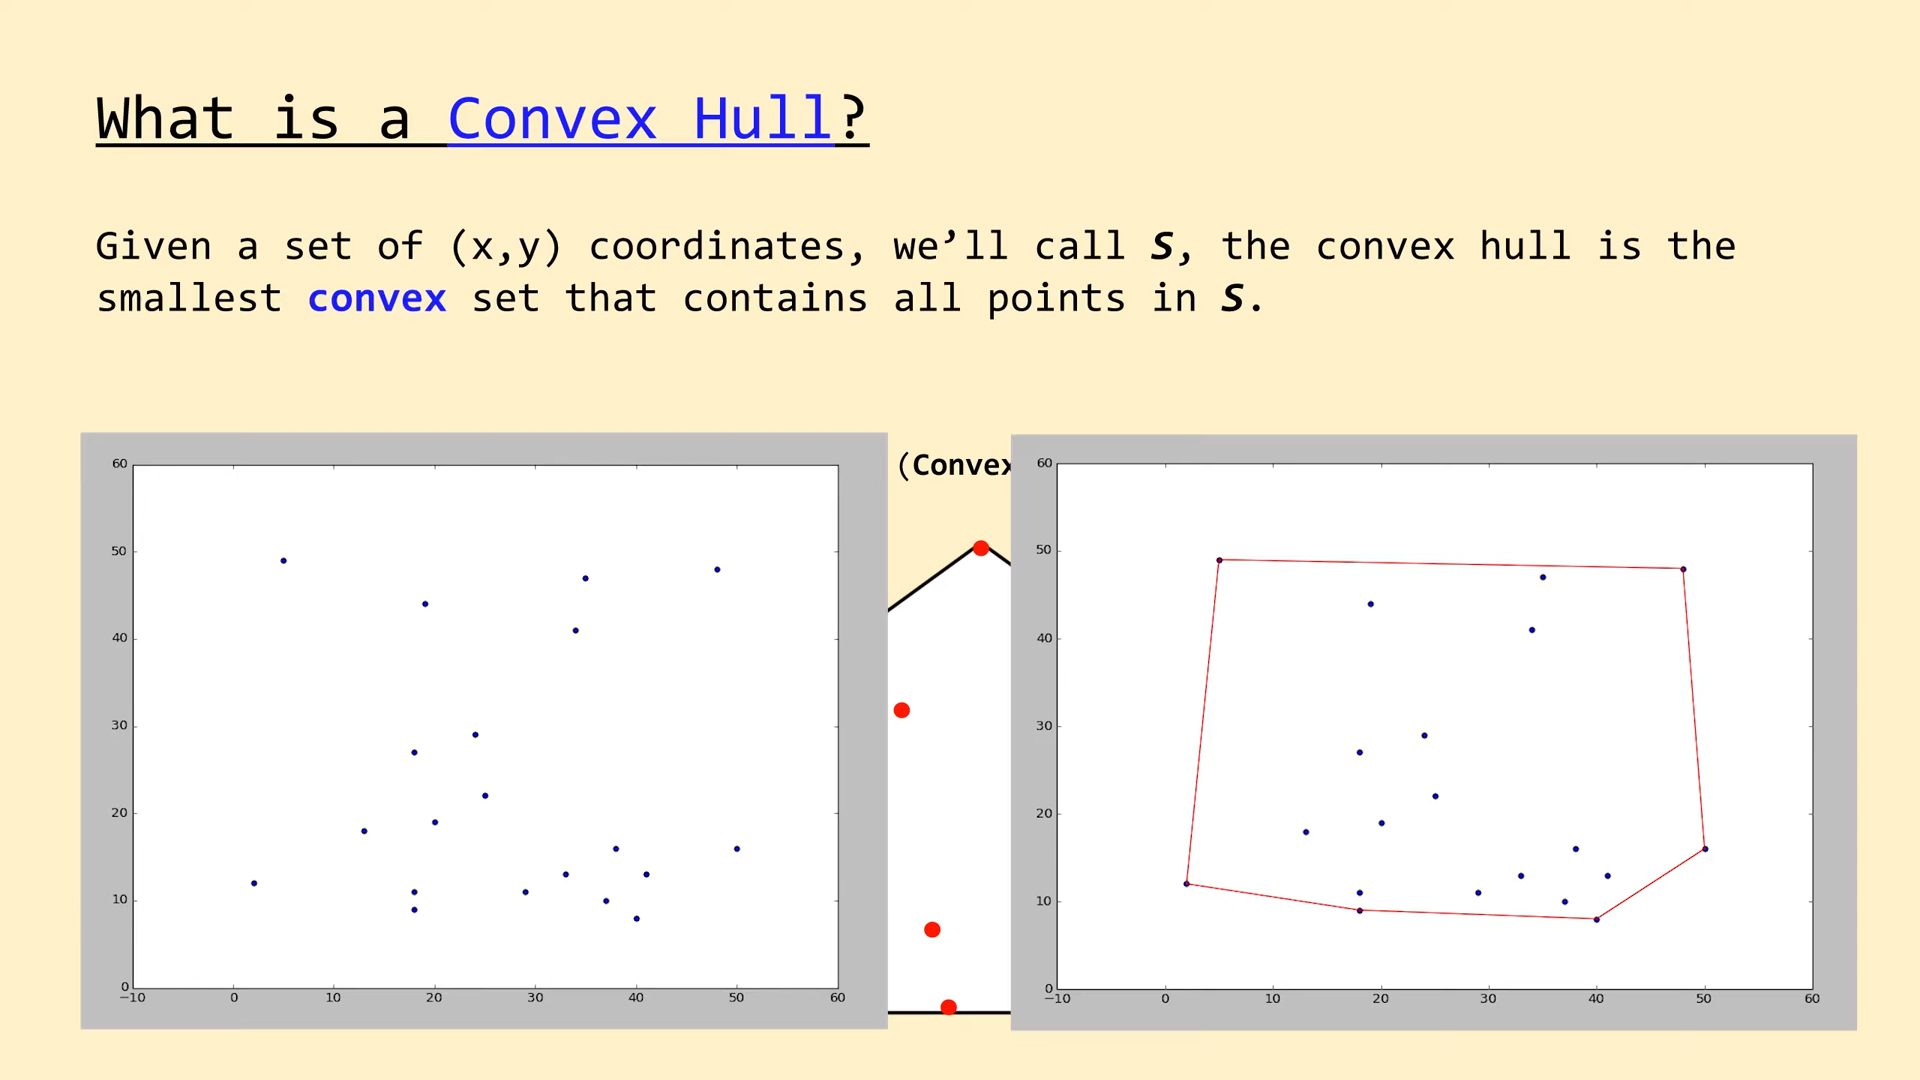 What is a Convex Hull?
Given a set of (x,y) coordinates, we’ll call S, the convex hull is the
smallest convex set that contains all points in S.
60
50
40
30
20
10
0
−10 0 10 20 30 40 50 60
(Convex
60
50
40
30
20
10
0
−10 0 10 20 30 40 50 60